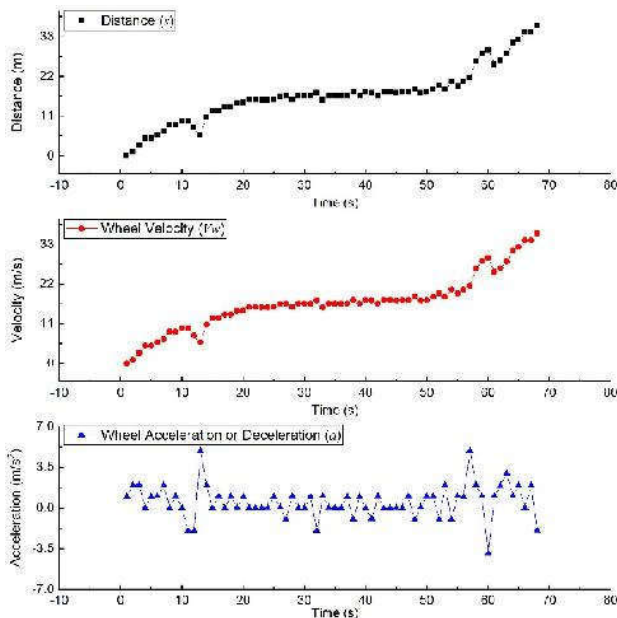 Distance (x)
33
22
11
0
Distance (m)
-10 0 10 20 30 40 50 60 70 80
Time (s)
Wheel Velocity (Vw)
33
22
11
0
Velocity (m/s)
-10 0 10 20 30 40 50 60 70 80
Time (s)
Wheel Acceleration or Deceleration (a)
7.0
3.5
0.0
-3.5
-7.0
Acceleration (m/s²)
-10 0 10 20 30 40 50 60 70 80
Time (s)